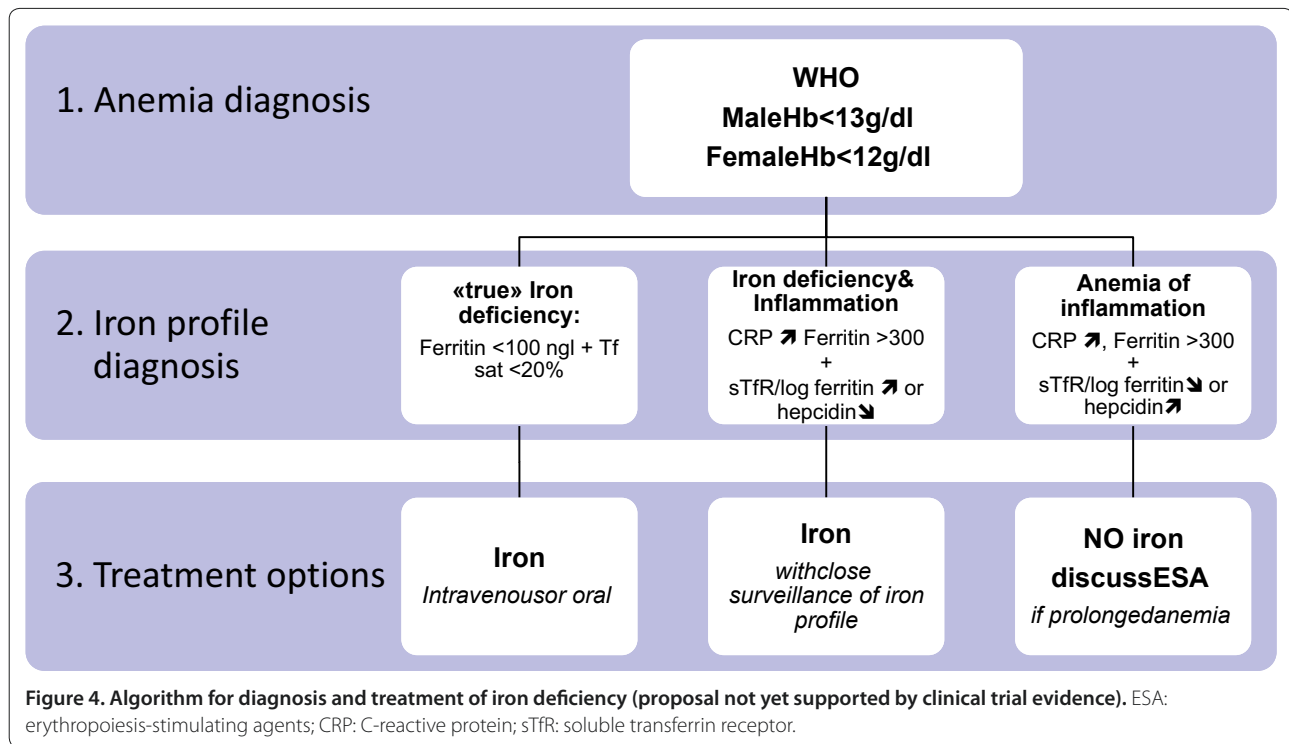 1. Anemia diagnosis
WHO
MaleHb<13g/dl
FemaleHb<12g/dl
2. Iron profile
diagnosis
«true» Iron
deficiency:
Ferritin <100 ngl + Tf
sat <20%
Iron deficiency&
Inflammation
CRP ↗ Ferritin >300
+
sTfR/log ferritin ↗ or
hepcidin↘
Anemia of
inflammation
CRP ↗, Ferritin >300
+
sTfR/log ferritin↘ or
hepcidin↗
3. Treatment options
Iron
Intravenousor oral
Iron
withclose
surveillance of iron
profile
NO iron
discussESA
if prolongedanemia
Figure 4. Algorithm for diagnosis and treatment of iron deficiency (proposal not yet supported by clinical trial evidence). ESA:
erythropoiesis-stimulating agents; CRP: C-reactive protein; sTfR: soluble transferrin receptor.